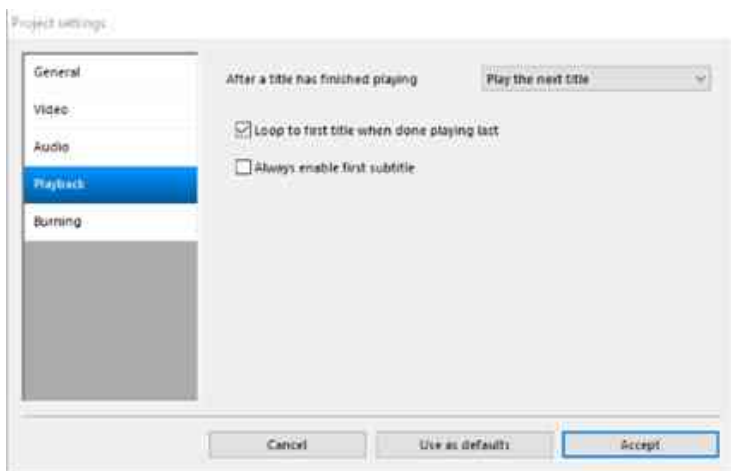 Project settings
General
Video
Audio
Playback
Burning
After a title has finished playing
Play the next title
Loop to first title when done playing last
Always enable first subtitle
Cancel
Use as defaults
Accept